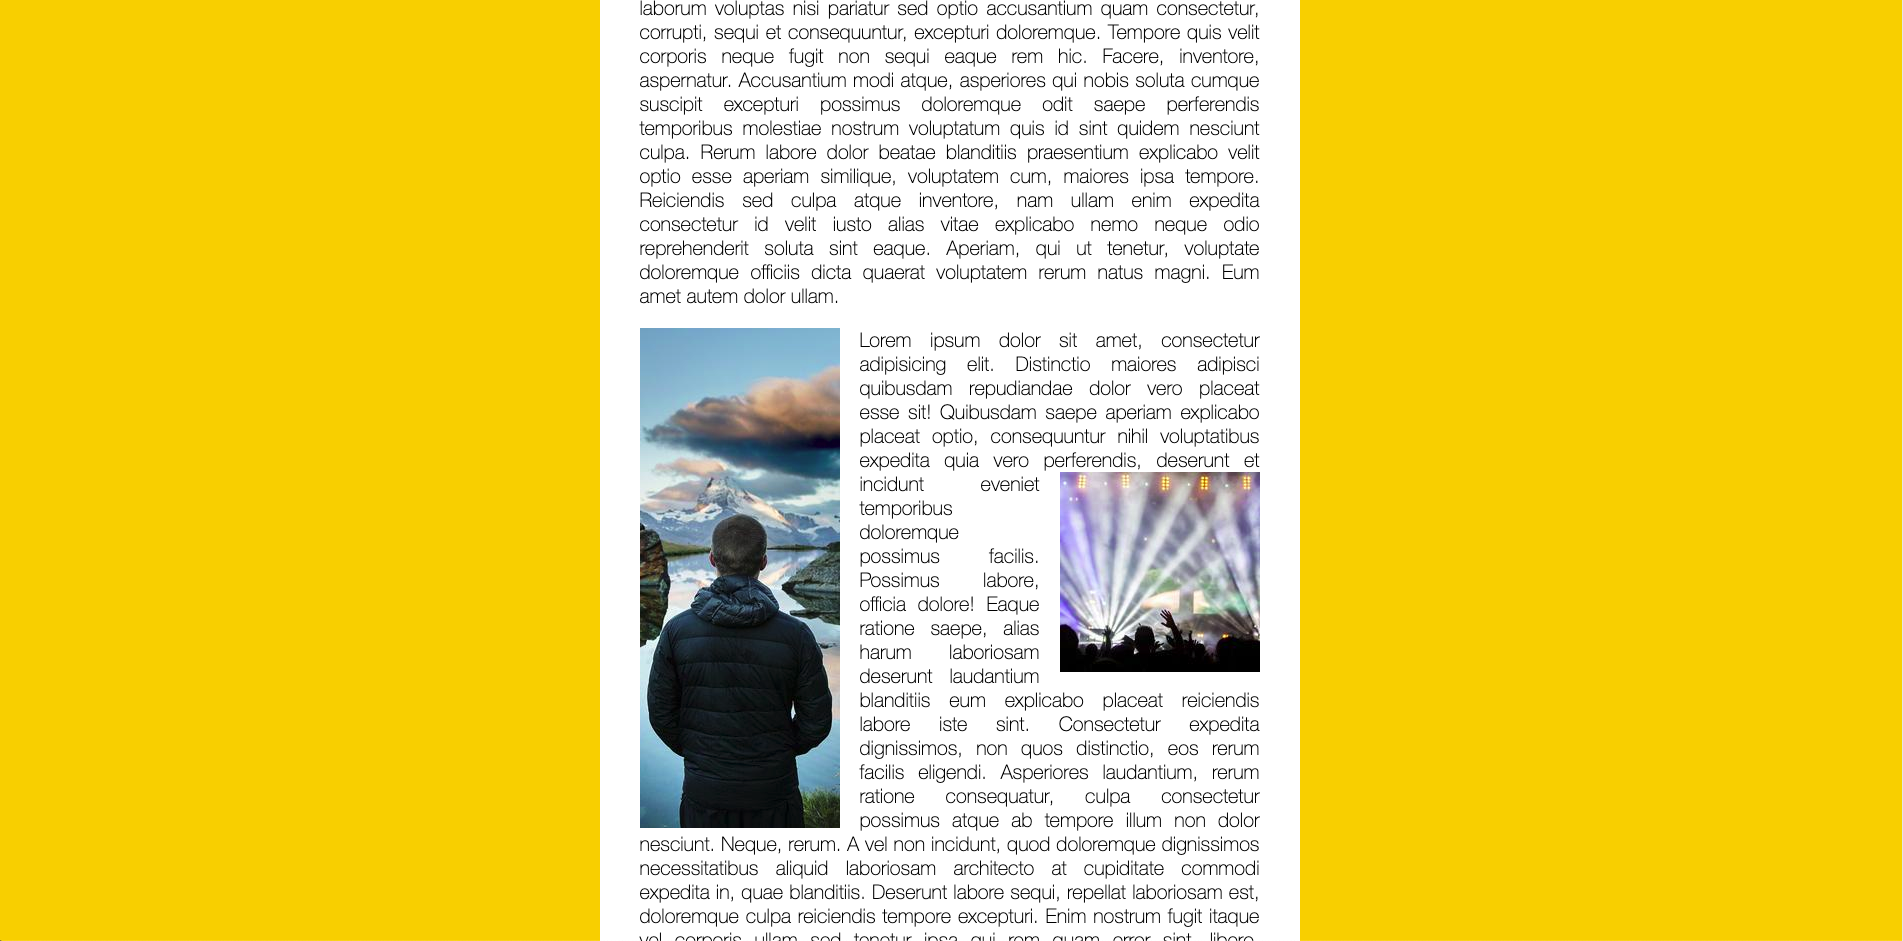 laborum voluptas nisi pariatur sed optio accusantium quam consectetur,
corrupti, sequi et consequuntur, excepturi doloremque. Tempore quis velit
corporis neque fugit non sequi eaque rem hic. Facere, inventore,
aspernatur. Accusantium modi atque, asperiores qui nobis soluta cumque
suscipit excepturi possimus doloremque odit saepe perferendis
temporibus molestiae nostrum voluptatum quis id sint quidem nesciunt
culpa. Rerum labore dolor beatae blanditiis praesentium explicabo velit
optio esse aperiam similique, voluptatem cum, maiores ipsa tempore.
Reiciendis sed culpa atque inventore, nam ullam enim expedita
consectetur id velit iusto alias vitae explicabo nemo neque odio
reprehenderit soluta sint eaque. Aperiam, qui ut tenetur, voluptate
doloremque officiis dicta quaerat voluptatem rerum natus magni. Eum
amet autem dolor ullam.
Lorem ipsum dolor sit amet, consectetur
adipisicing elit. Distinctio maiores adipisci
quibusdam repudiandae dolor vero placeat
esse sit! Quibusdam saepe aperiam explicabo
placeat optio, consequuntur nihil voluptatibus
expedita quia vero perferendis, deserunt et
incidunt eveniet
temporibus
doloremque
possimus facilis.
Possimus labore,
officia dolore! Eaque
ratione saepe, alias
harum laboriosam
deserunt laudantium
blanditiis eum explicabo placeat reiciendis
labore iste sint. Consectetur expedita
dignissimos, non quos distinctio, eos rerum
facilis eligendi. Asperiores laudantium, rerum
ratione consequatur, culpa consectetur
possimus atque ab tempore illum non dolor
nesciunt. Neque, rerum. A vel non incidunt, quod doloremque dignissimos
necessitatibus aliquid laboriosam architecto at cupiditate commodi
expedita in, quae blanditiis. Deserunt labore sequi, repellat laboriosam est,
doloremque culpa reiciendis tempore excepturi. Enim nostrum fugit itaque
vel corporis ullam sed tenetur ipsa qui rem quam error sint, libero.